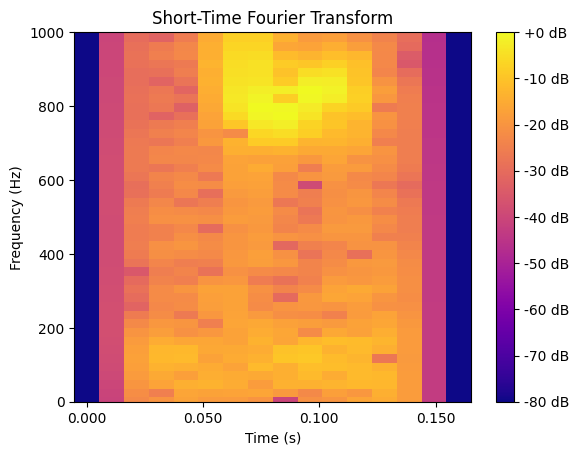 Short-Time Fourier Transform
1000
800
600
400
200
0
Frequency (Hz)
0.000
0.050
0.100
0.150
Time (s)
+0 dB
-10 dB
-20 dB
-30 dB
-40 dB
-50 dB
-60 dB
-70 dB
-80 dB